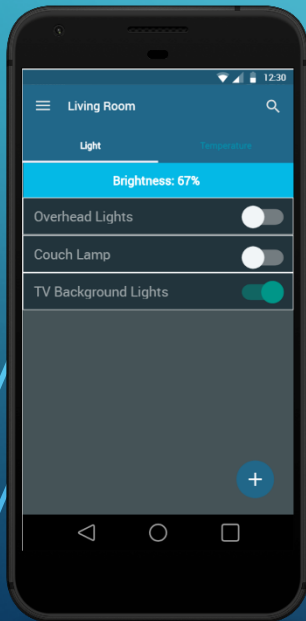 12:30
Living Room
Light Temperature
Brightness: 67%
Overhead Lights
Couch Lamp
TV Background Lights
+